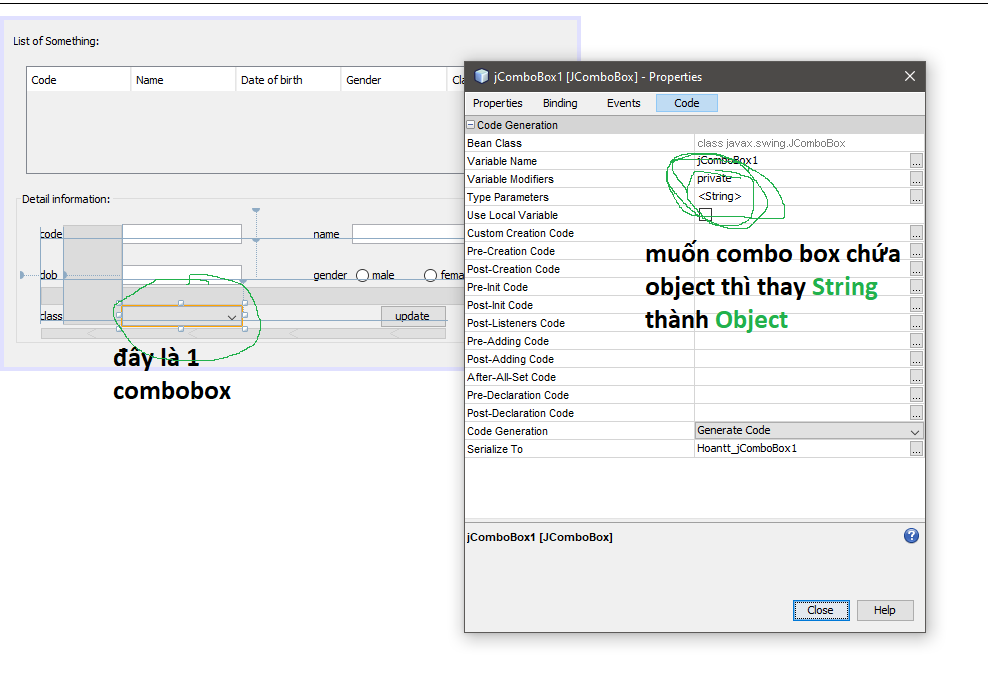 List of Something:
Code Name Date of birth Gender Cla
Detail information:
code name
dob gender male fema
class update
đây là 1
combobox
jComboBox1 [JComboBox] - Properties
Properties Binding Events Code
Code Generation
Bean Class class javax.swing.JComboBox
Variable Name jComboBox1 ...
Variable Modifiers private ...
Type Parameters <String> ...
Use Local Variable
Custom Creation Code ...
Pre-Creation Code ...
Post-Creation Code ...
Pre-Init Code ...
Post-Init Code ...
Post-Listeners Code ...
Pre-Adding Code ...
Post-Adding Code ...
After-All-Set Code ...
Pre-Declaration Code ...
Post-Declaration Code ...
Code Generation Generate Code
Serialize To Hoantt_jComboBox1 ...
muốn combo box chứa
object thì thay String
thành Object
jComboBox1 [JComboBox]
?
Close Help